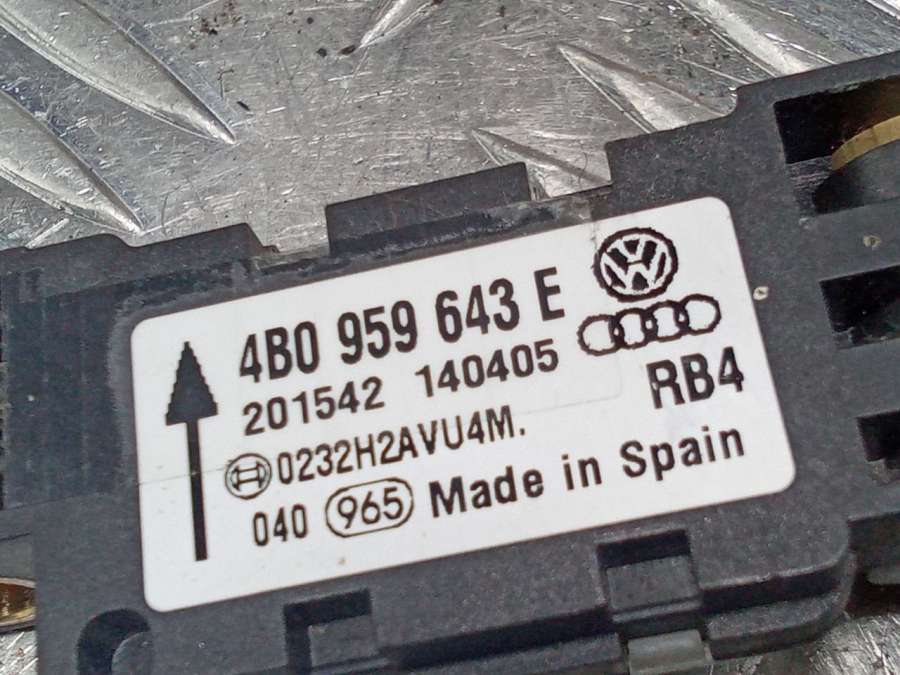 4B0 959 643 E
201542 140405
RB4
0232H2AVU4M.
040 965 Made in Spain